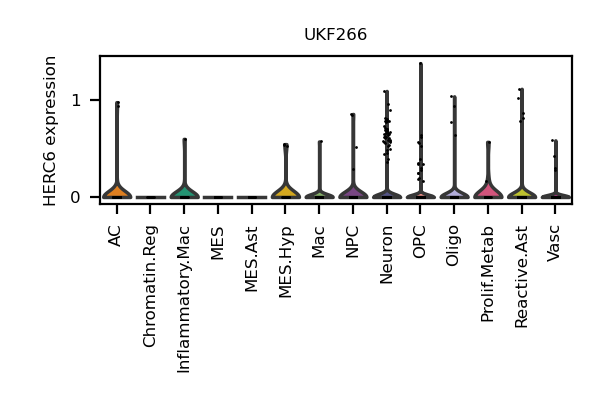 UKF266
HERC6 expression
1
0
AC
Chromatin.Reg
Inflammatory.Mac
MES
MES.Ast
MES.Hyp
Mac
NPC
Neuron
OPC
Oligo
Prolif.Metab
Reactive.Ast
Vasc